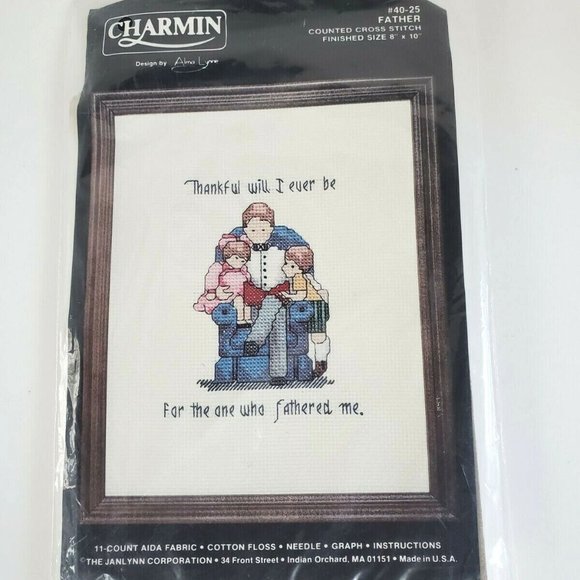 CHARMIN
Design by Alma Lynne
#40-25
FATHER
COUNTED CROSS STITCH
FINISHED SIZE 8" x 10"
Thankful will I ever be
For the one who fathered me.
11-COUNT AIDA FABRIC • COTTON FLOSS • NEEDLE • GRAPH • INSTRUCTIONS
©THE JANLYNN CORPORATION • 34 Front Street • Indian Orchard, MA 01151 • Made in U.S.A.